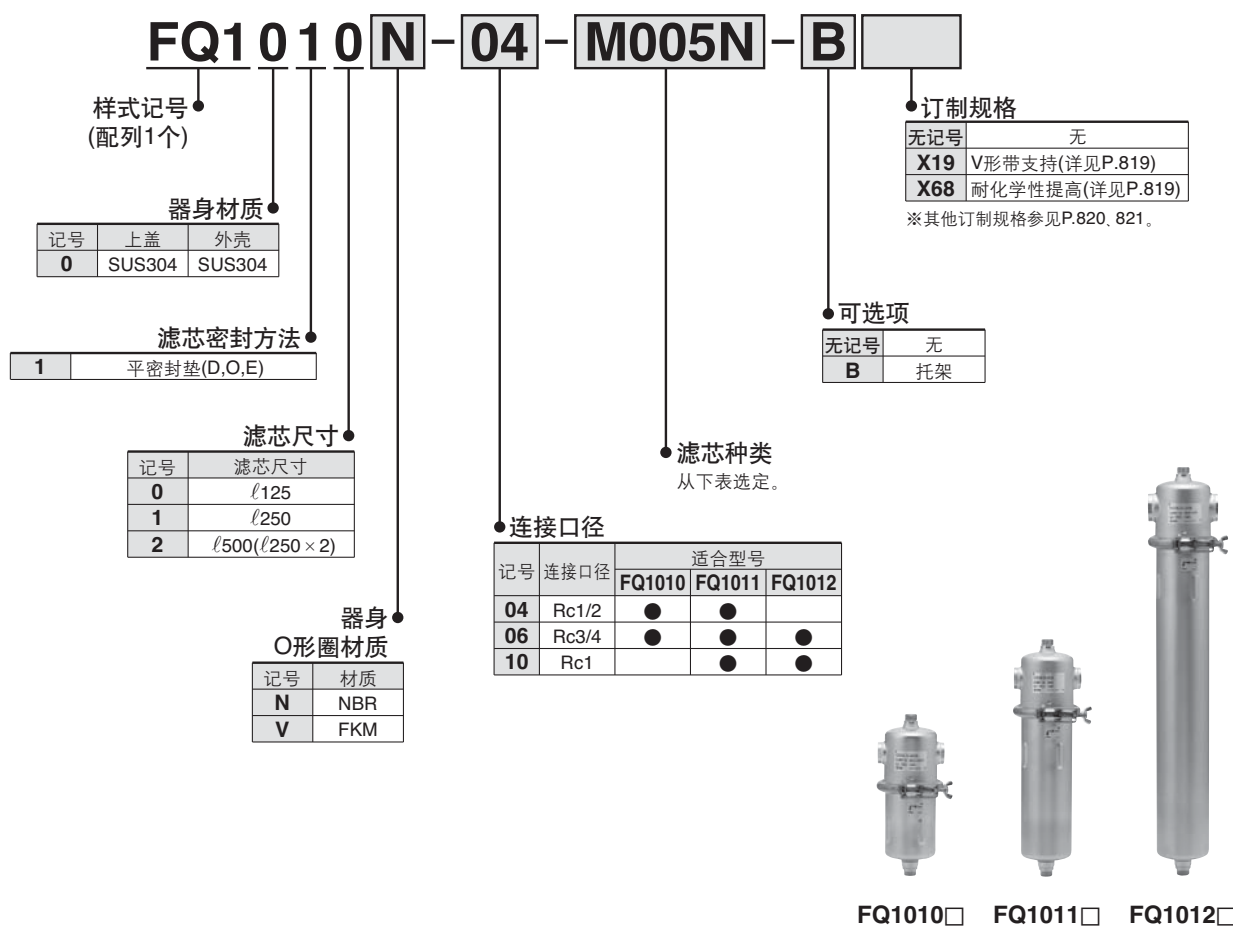 FQ1010N-04-M005N-B
样式记号
(配列1个)
器身材质
记号 上盖 外壳
0 SUS304 SUS304
滤芯密封方法
1 平密封垫(D,O,E)
滤芯尺寸
记号 滤芯尺寸
0 ℓ125
1 ℓ250
2 ℓ500(ℓ250×2)
器身
O形圈材质
记号 材质
N NBR
V FKM
连接口径
记号 连接口径 适合型号
FQ1010 FQ1011 FQ1012
04 Rc1/2 ● ●
06 Rc3/4 ● ● ●
10 Rc1 ● ●
滤芯种类
从下表选定。
可选项
无记号 无
B 托架
订制规格
无记号 无
X19 V形带支持(详见P.819)
X68 耐化学性提高(详见P.819)
※其他订制规格参见P.820、821。
FQ1010□ FQ1011□ FQ1012□